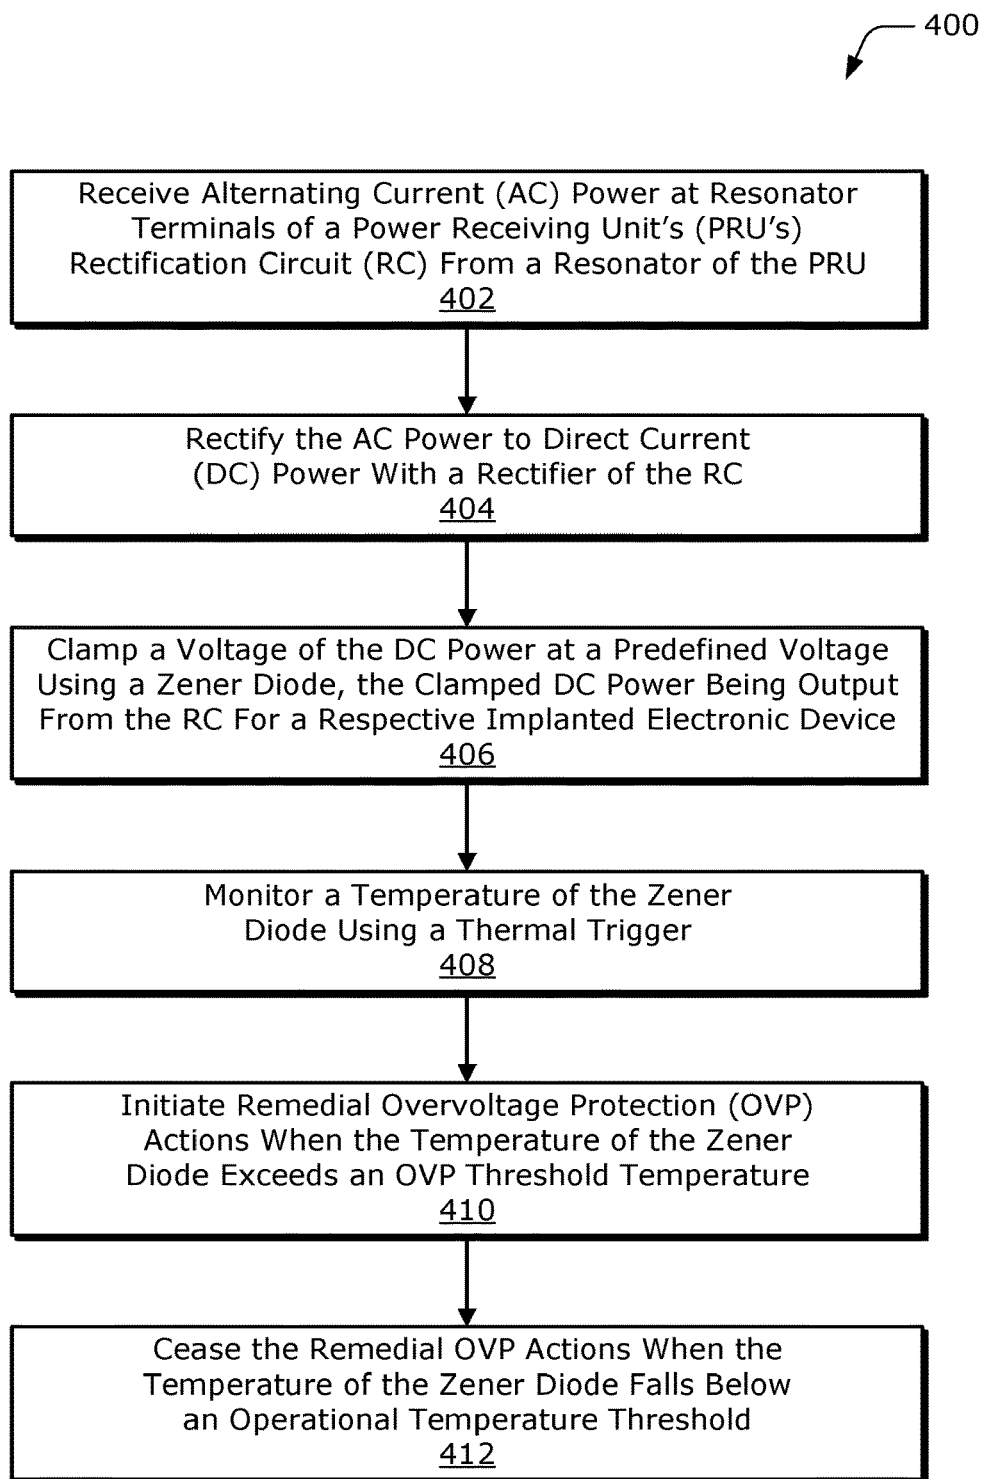 400
Receive Alternating Current (AC) Power at Resonator
Terminals of a Power Receiving Unit's (PRU's)
Rectification Circuit (RC) From a Resonator of the PRU
402
Rectify the AC Power to Direct Current
(DC) Power With a Rectifier of the RC
404
Clamp a Voltage of the DC Power at a Predefined Voltage
Using a Zener Diode, the Clamped DC Power Being Output
From the RC For a Respective Implanted Electronic Device
406
Monitor a Temperature of the Zener
Diode Using a Thermal Trigger
408
Initiate Remedial Overvoltage Protection (OVP)
Actions When the Temperature of the Zener
Diode Exceeds an OVP Threshold Temperature
410
Cease the Remedial OVP Actions When the
Temperature of the Zener Diode Falls Below
an Operational Temperature Threshold
412